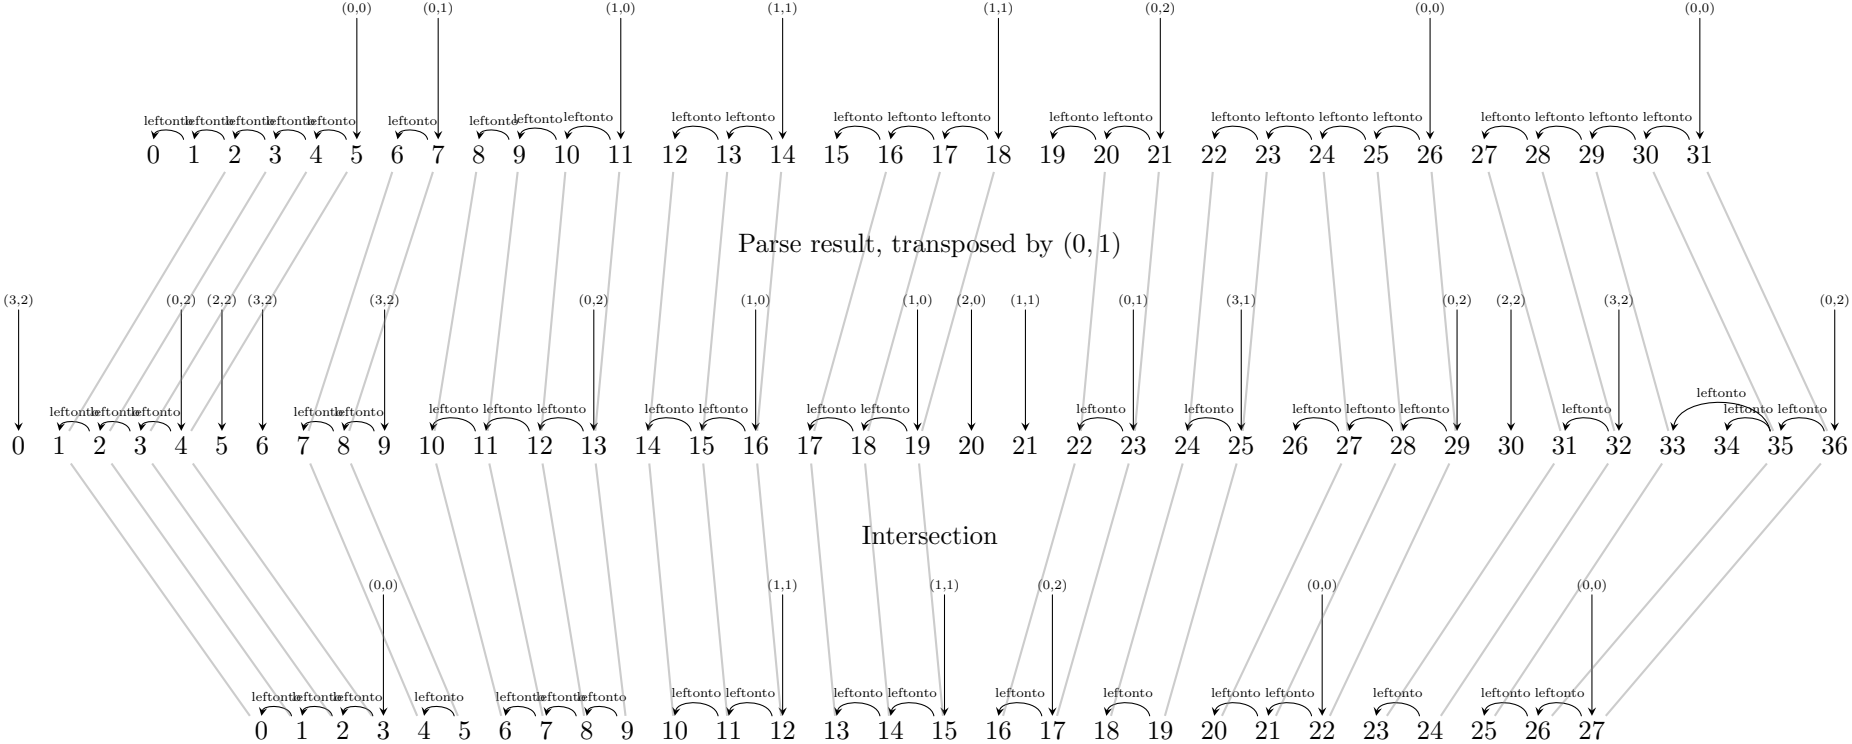 (0,0) (0,1) (1,0) (1,1) (1,1) (0,2) (0,0) (0,0)
leftonto leftonto leftonto leftonto leftonto leftonto leftonto leftonto leftonto leftonto leftonto leftonto leftonto leftonto leftonto leftonto leftonto leftonto leftonto leftonto leftonto leftonto leftonto leftonto
0 1 2 3 4 5 6 7 8 9 10 11 12 13 14 15 16 17 18 19 20 21 22 23 24 25 26 27 28 29 30 31
Parse result, transposed by (0,1)
(3,2) (0,2) (2,2) (3,2) (3,2) (0,2) (1,0) (1,0) (2,0) (1,1) (0,1) (3,1) (0,2) (2,2) (3,2) (0,2)
leftonto
leftonto leftonto leftonto leftonto leftonto leftonto leftonto leftonto leftonto leftonto leftonto leftonto leftonto leftonto leftonto leftonto leftonto leftonto leftonto leftonto
0 1 2 3 4 5 6 7 8 9 10 11 12 13 14 15 16 17 18 19 20 21 22 23 24 25 26 27 28 29 30 31 32 33 34 35 36
Intersection
(0,0) (1,1) (1,1) (0,2) (0,0) (0,0)
leftonto leftonto leftonto leftonto leftonto leftonto leftonto leftonto leftonto leftonto leftonto leftonto leftonto leftonto leftonto leftonto leftonto leftonto
0 1 2 3 4 5 6 7 8 9 10 11 12 13 14 15 16 17 18 19 20 21 22 23 24 25 26 27